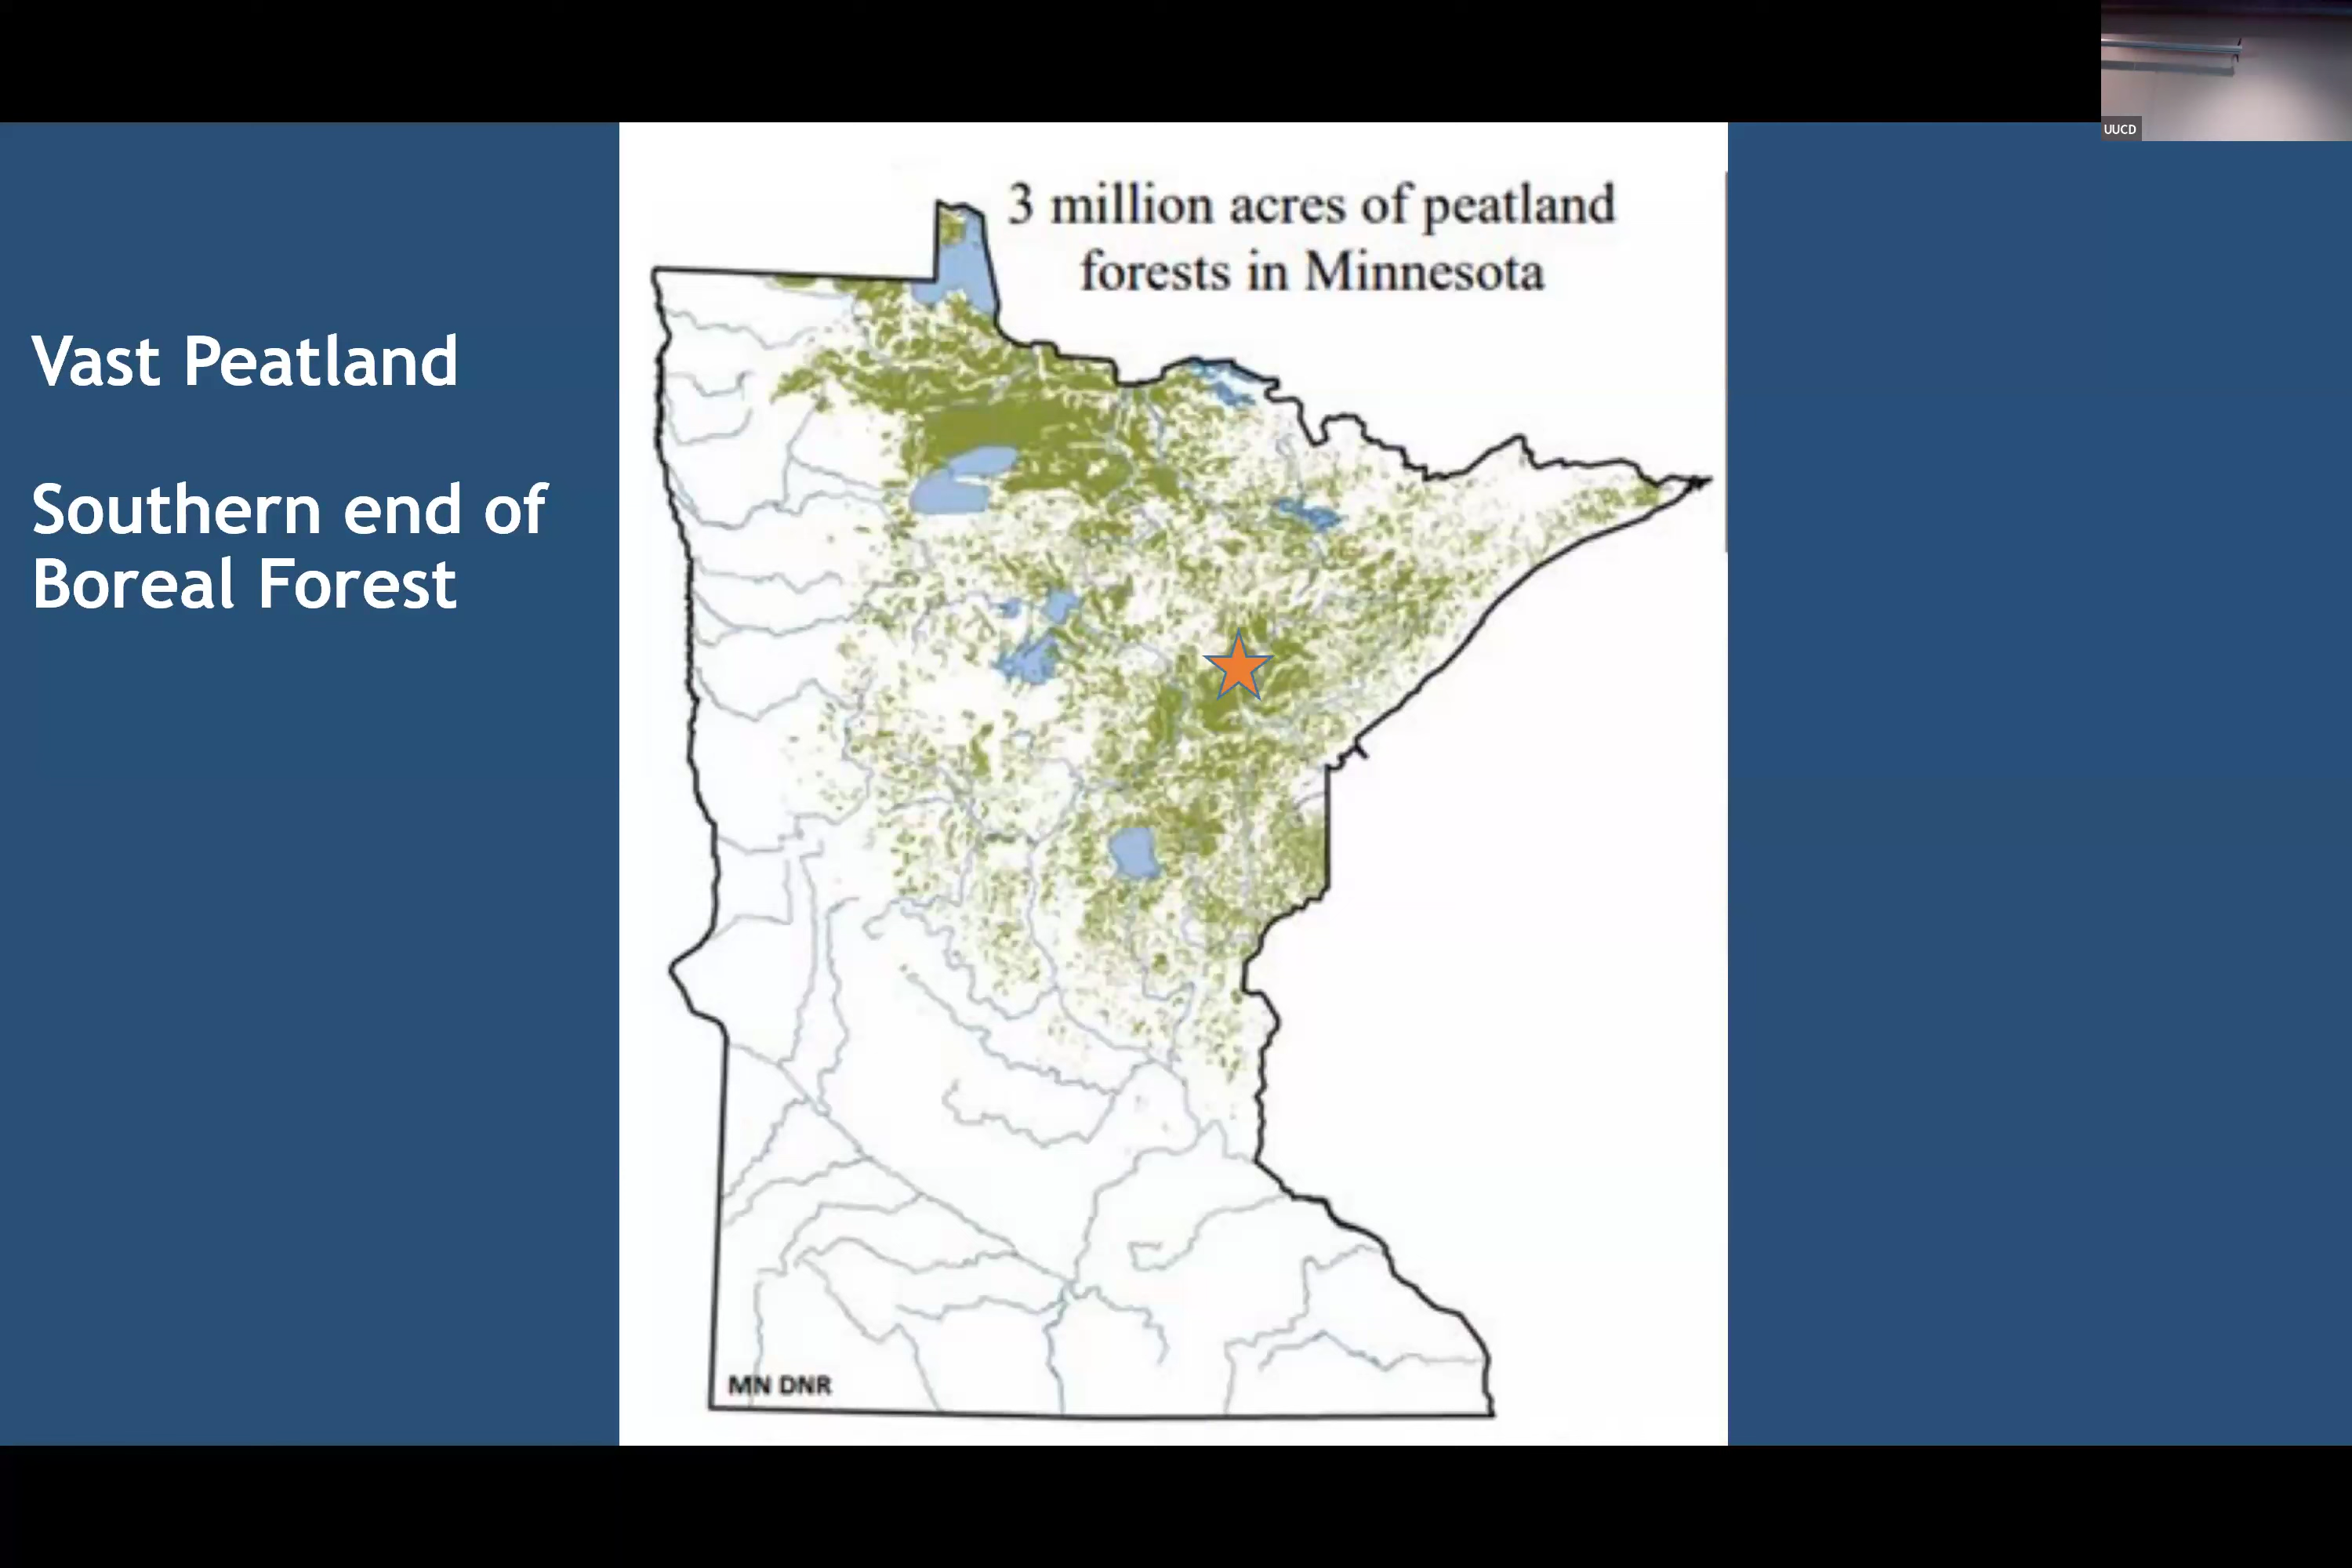 UUCD
3 million acres of peatland
forests in Minnesota
Vast Peatland
Southern end of
Boreal Forest
MN DNR